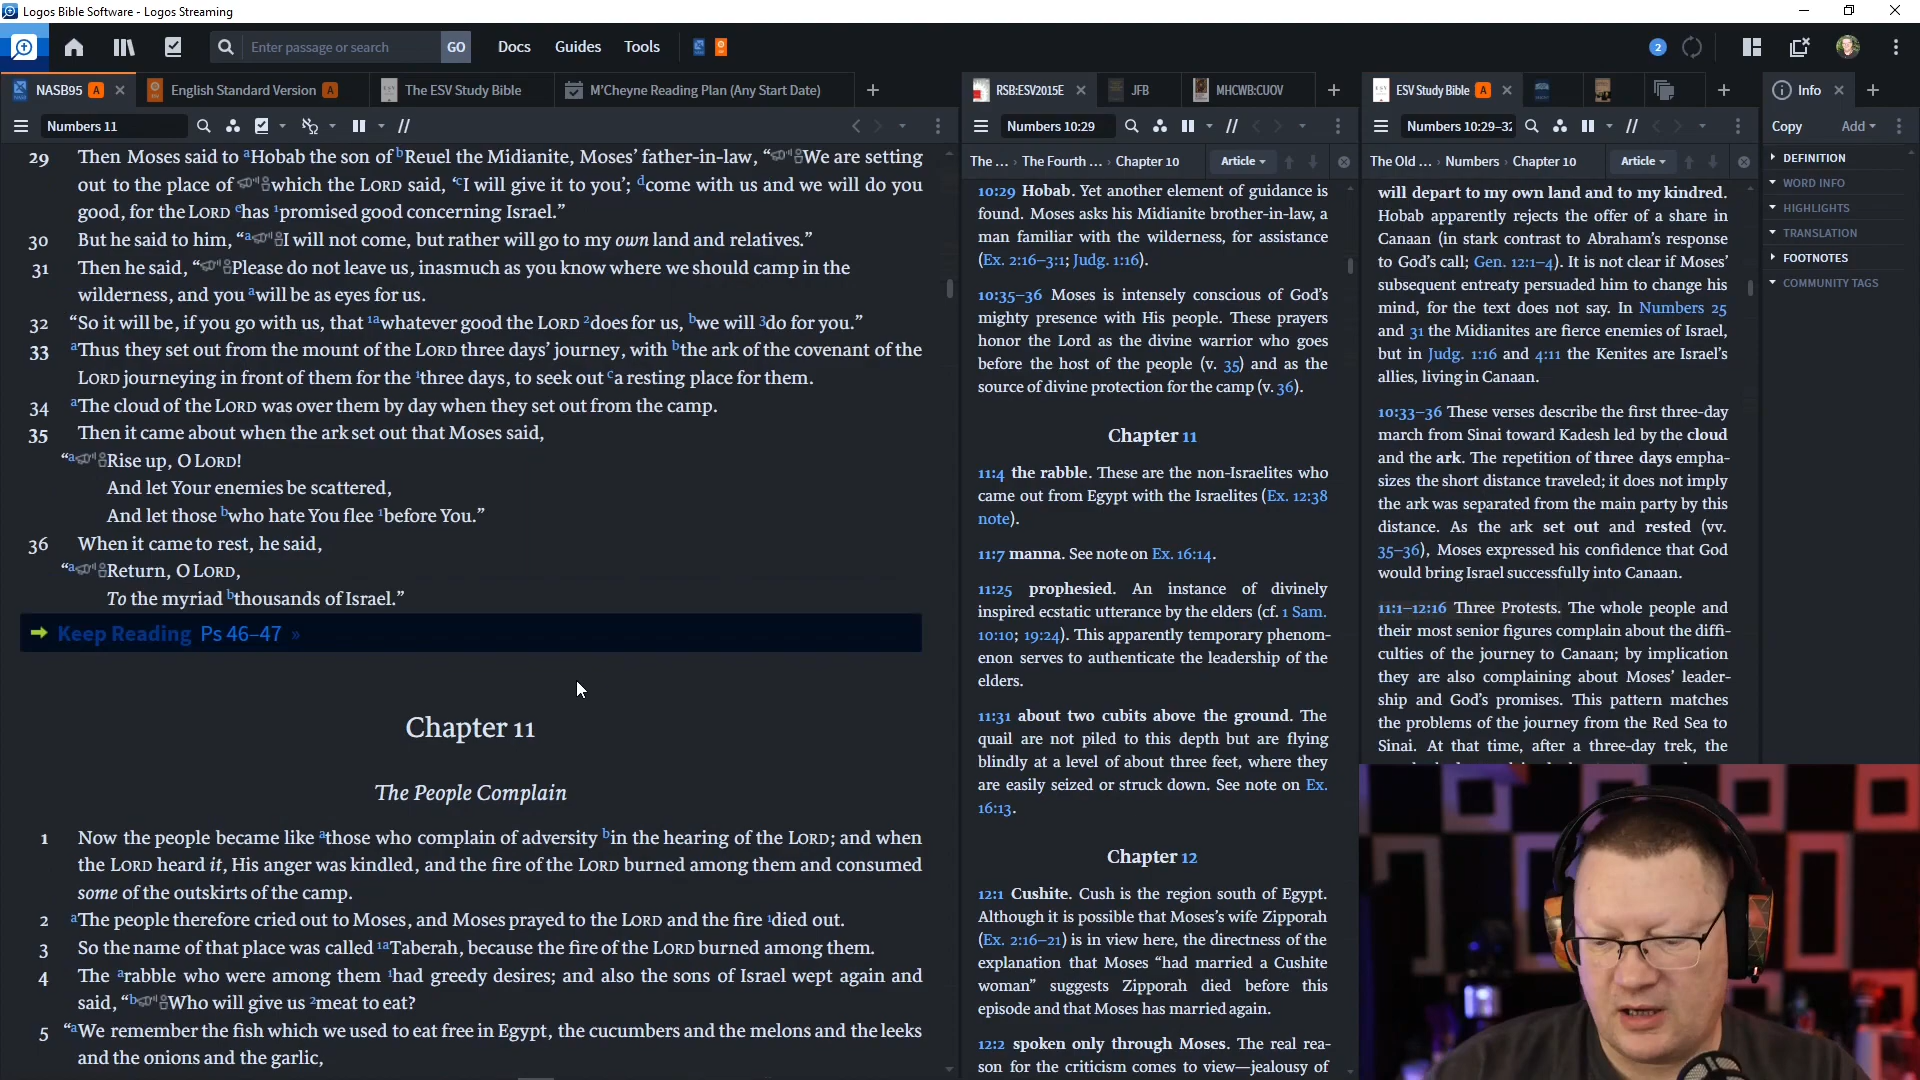 Logos Bible Software - Logos Streaming
Enter passage or search
GO
Docs
Guides
Tools
2
NASB95 A
English Standard Version A
The ESV Study Bible
M'Cheyne Reading Plan (Any Start Date)
Numbers 11
29 Then Moses said to ᵃHobab the son of ᵇReuel the Midianite, Moses' father-in-law, “We are setting
out to the place of which the LORD said, ‘ᶜI will give it to you’; ᵈcome with us and we will do you
good, for the LORD ᵉhas ¹promised good concerning Israel.”
30 But he said to him, “ᵃI will not come, but rather will go to my own land and relatives.”
31 Then he said, “Please do not leave us, inasmuch as you know where we should camp in the
wilderness, and you ᵃwill be as eyes for us.
32 “So it will be, if you go with us, that ¹ᵃwhatever good the LORD ²does for us, ᵇwe will ³do for you.”
33 ᵃThus they set out from the mount of the LORD three days’ journey, with ᵇthe ark of the covenant of the
LORD journeying in front of them for the ¹three days, to seek out ᶜa resting place for them.
34 ᵃThe cloud of the LORD was over them by day when they set out from the camp.
35 Then it came about when the ark set out that Moses said,
“ᵃRise up, O LORD!
And let Your enemies be scattered,
And let those ᵇwho hate You flee ¹before You.”
36 When it came to rest, he said,
“ᵃReturn, O LORD,
To the myriad ᵇthousands of Israel.”
Keep Reading Ps 46–47 »
Chapter 11
The People Complain
1 Now the people became like ᵃthose who complain of adversity ᵇin the hearing of the LORD; and when
the LORD heard it, His anger was kindled, and the fire of the LORD burned among them and consumed
some of the outskirts of the camp.
2 ᵃThe people therefore cried out to Moses, and Moses prayed to the LORD and the fire ¹died out.
3 So the name of that place was called ¹ᵃTaberah, because the fire of the LORD burned among them.
4 The ᵃrabble who were among them ¹had greedy desires; and also the sons of Israel wept again and
said, “ᵇWho will give us ²meat to eat?
5 “ᵃWe remember the fish which we used to eat free in Egypt, the cucumbers and the melons and the leeks
and the onions and the garlic,
RSB:ESV2015E
JFB
MHCWB:CUOV
Numbers 10:29
The ... › The Fourth ... › Chapter 10
Article
10:29 Hobab. Yet another element of guidance is
found. Moses asks his Midianite brother-in-law, a
man familiar with the wilderness, for assistance
(Ex. 2:16–3:1; Judg. 1:16).
10:35–36 Moses is intensely conscious of God’s
mighty presence with His people. These prayers
honor the Lord as the divine warrior who goes
before the host of the people (v. 35) and as the
source of divine protection for the camp (v. 36).
Chapter 11
11:4 the rabble. These are the non-Israelites who
came out from Egypt with the Israelites (Ex. 12:38
note).
11:7 manna. See note on Ex. 16:14.
11:25 prophesied. An instance of divinely
inspired ecstatic utterance by the elders (cf. 1 Sam.
10:10; 19:24). This apparently temporary phenom-
enon serves to authenticate the leadership of the
elders.
11:31 about two cubits above the ground. The
quail are not piled to this depth but are flying
blindly at a level of about three feet, where they
are easily seized or struck down. See note on Ex.
16:13.
Chapter 12
12:1 Cushite. Cush is the region south of Egypt.
Although it is possible that Moses’s wife Zipporah
(Ex. 2:16–21) is in view here, the directness of the
explanation that Moses “had married a Cushite
woman” suggests Zipporah died before this
episode and that Moses has married again.
12:2 spoken only through Moses. The real rea-
son for the criticism comes to view—jealousy of
ESV Study Bible A
Numbers 10:29–32
The Old ... › Numbers › Chapter 10
Article
will depart to my own land and to my kindred.
Hobab apparently rejects the offer of a share in
Canaan (in stark contrast to Abraham’s response
to God’s call; Gen. 12:1–4). It is not clear if Moses’
subsequent entreaty persuaded him to change his
mind, for the text does not say. In Numbers 25
and 31 the Midianites are fierce enemies of Israel,
but in Judg. 1:16 and 4:11 the Kenites are Israel’s
allies, living in Canaan.
10:33–36 These verses describe the first three-day
march from Sinai toward Kadesh led by the cloud
and the ark. The repetition of three days empha-
sizes the short distance traveled; it does not imply
the ark was separated from the main party by this
distance. As the ark set out and rested (vv.
35–36), Moses expressed his confidence that God
would bring Israel successfully into Canaan.
11:1–12:16 Three Protests. The whole people and
their most senior figures complain about the diffi-
culties of the journey to Canaan; by implication
they are also complaining about Moses’ leader-
ship and God’s promises. This pattern matches
the problems of the journey from the Red Sea to
Sinai. At that time, after a three-day trek, the
Info
Copy
Add
DEFINITION
WORD INFO
HIGHLIGHTS
TRANSLATION
FOOTNOTES
COMMUNITY TAGS